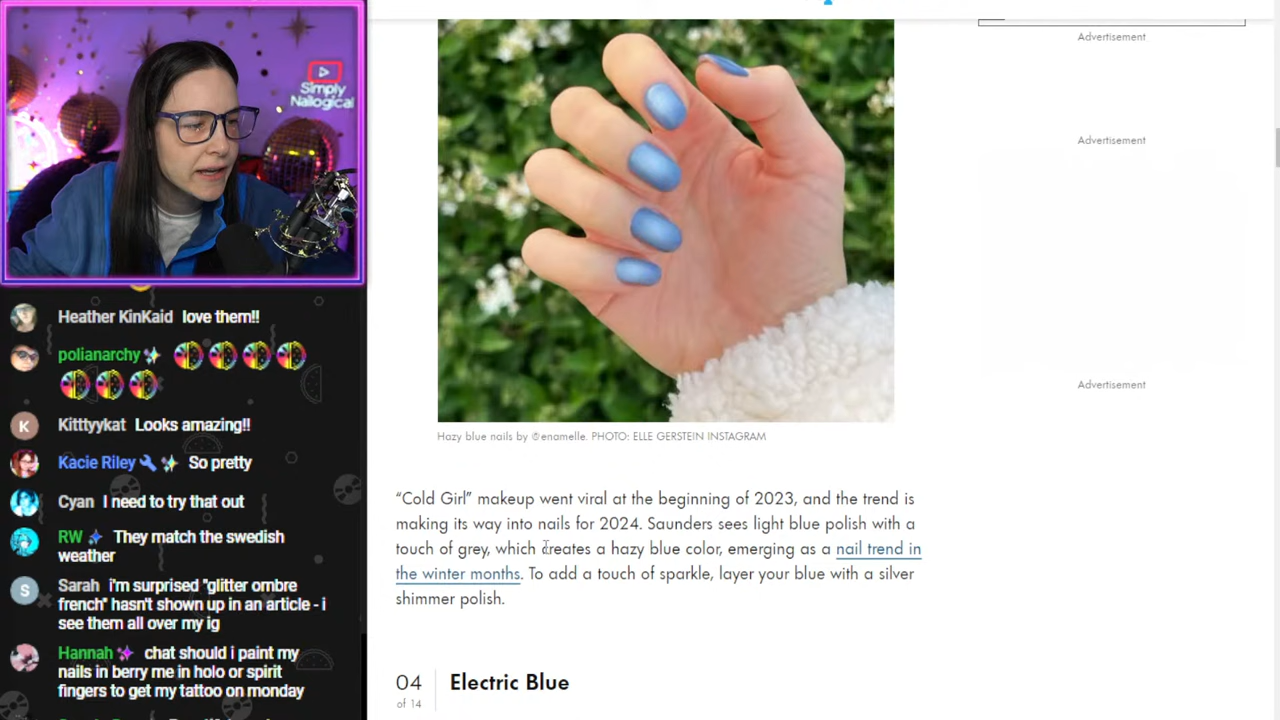 Simply
Nailogical
Heather KinKaid love them!!
polianarchy
Kittyykat Looks amazing!!
Kacie Riley So pretty
Cyan I need to try that out
RW They match the swedish
weather
Sarah i'm surprised "glitter ombre
french" hasn't shown up in an article - i
see them all over my ig
Hannah chat should i paint my
nails in berry me in holo or spirit
fingers to get my tattoo on monday
K
S
Hazy blue nails by @enamelle. PHOTO: ELLE GERSTEIN INSTAGRAM
“Cold Girl” makeup went viral at the beginning of 2023, and the trend is
making its way into nails for 2024. Saunders sees light blue polish with a
touch of grey, which creates a hazy blue color, emerging as a nail trend in
the winter months. To add a touch of sparkle, layer your blue with a silver
shimmer polish.
04
of 14
Electric Blue
Advertisement
Advertisement
Advertisement